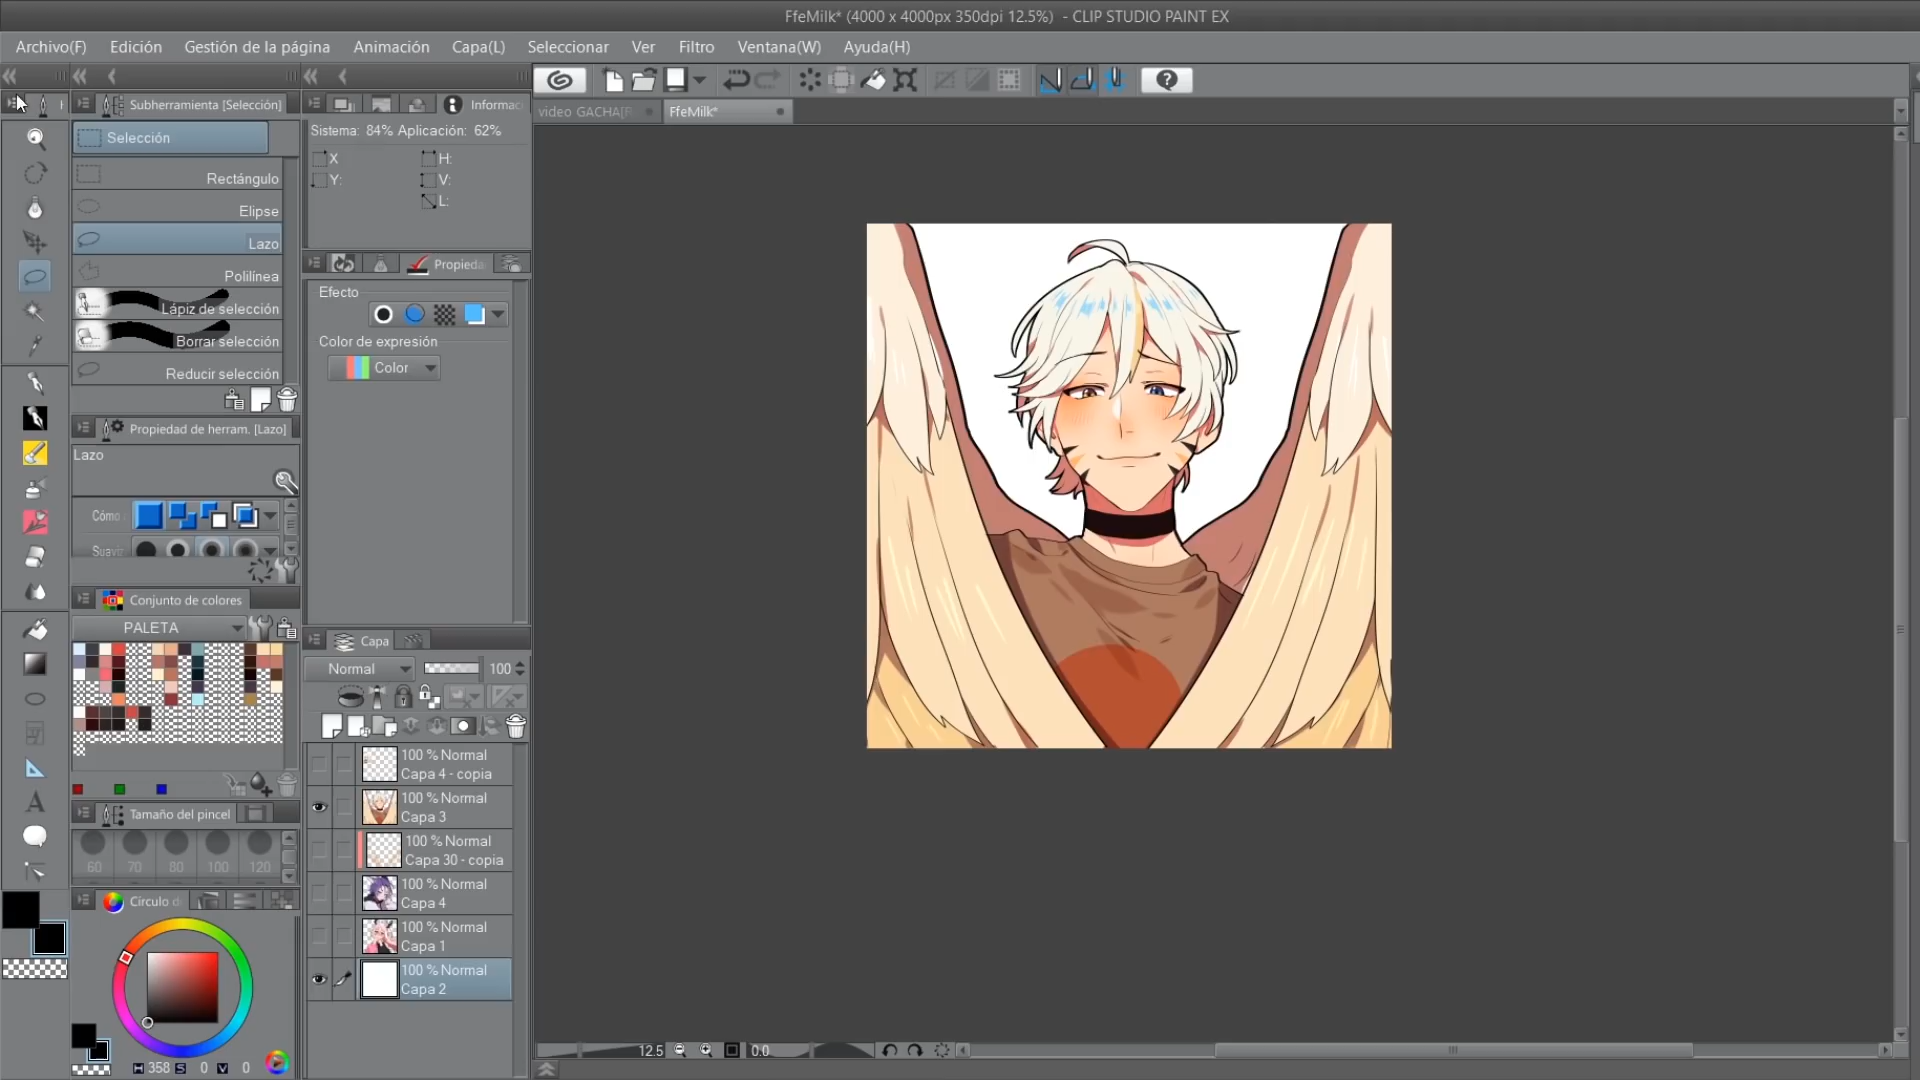 FfeMilk* (4000 x 4000px 350dpi 12.5%) - CLIP STUDIO PAINT EX
Archivo(F) Edición Gestión de la página Animación Capa(L) Seleccionar Ver Filtro Ventana(W) Ayuda(H)
Subherramienta [Selección]
Selección
Rectángulo
Elipse
Lazo
Polilínea
Lápiz de selección
Borrar selección
Reducir selección
Propiedad de herram. [Lazo]
Lazo
Cómo
Suavi
Conjunto de colores
PALETA
Tamaño del pincel
60 70 80 100 120
Círculo d
H 358 S 0 V 0
Informac
Sistema: 84% Aplicación: 62%
X H:
Y: V:
L:
Propieda
Efecto
Color de expresión
Color
Capa
Normal 100
100 % Normal
Capa 4 - copia
100 % Normal
Capa 3
100 % Normal
Capa 30 - copia
100 % Normal
Capa 4
100 % Normal
Capa 1
100 % Normal
Capa 2
video GACHA[R FfeMilk*
12.5 0.0